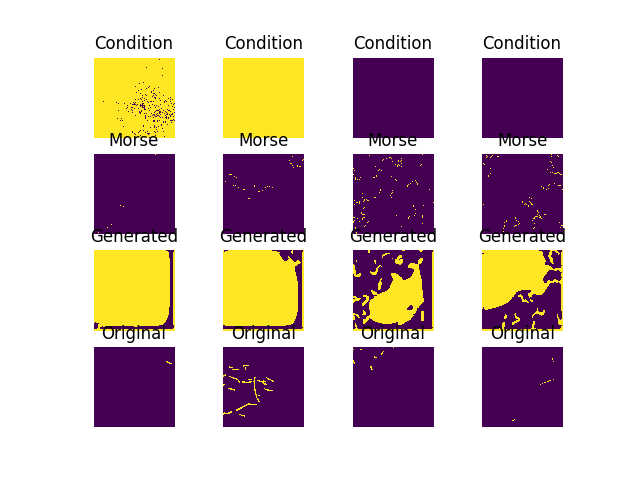 Condition Condition Condition Condition
Morse Morse Morse Morse
Generated Generated Generated Generated
Original Original Original Original